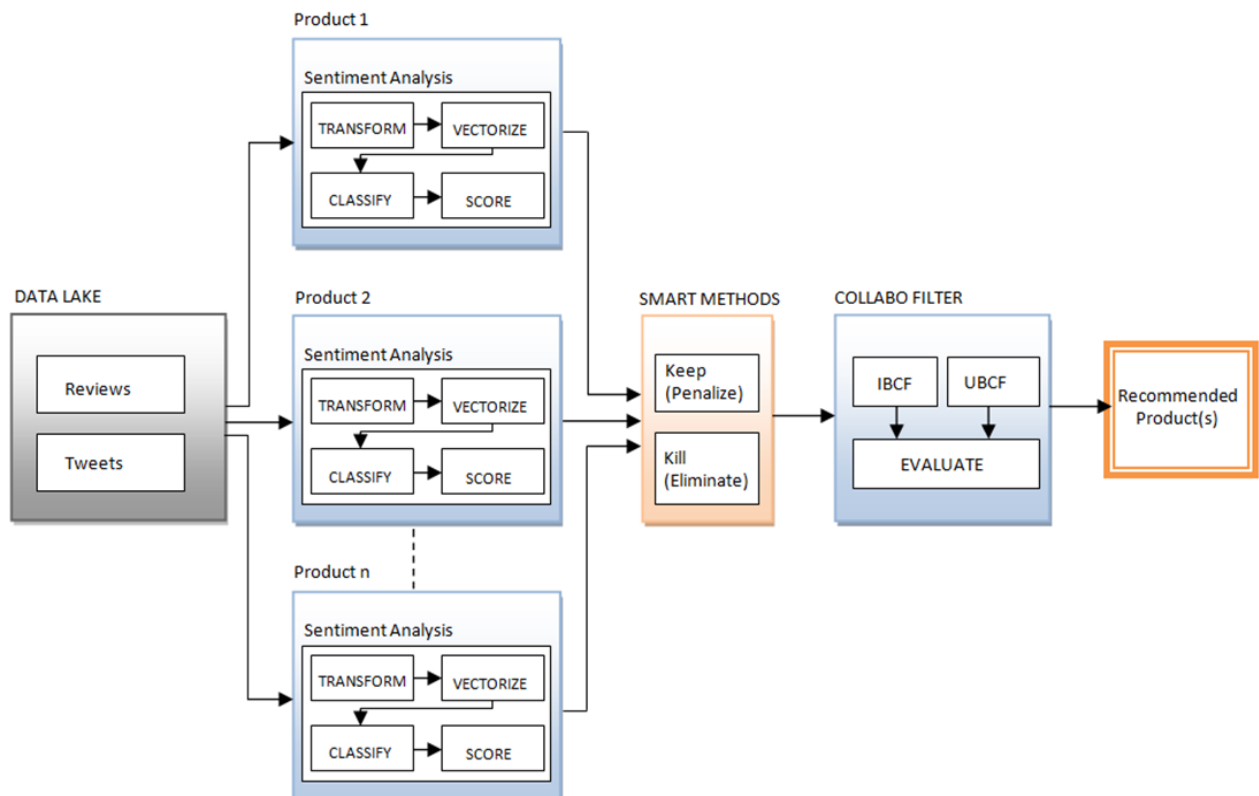 Product 1
Sentiment Analysis
TRANSFORM
VECTORIZE
CLASSIFY
SCORE
DATA LAKE
Reviews
Tweets
Product 2
Sentiment Analysis
TRANSFORM
VECTORIZE
CLASSIFY
SCORE
Product n
Sentiment Analysis
TRANSFORM
VECTORIZE
CLASSIFY
SCORE
SMART METHODS
Keep
(Penalize)
Kill
(Eliminate)
COLLABO FILTER
IBCF
UBCF
EVALUATE
Recommended
Product(s)